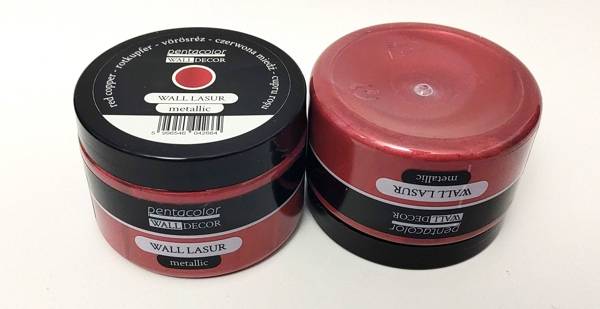 red copper - rotkupfer - vörösréz - czerwona miedź - cupru roșu
pentacolor
WALL DECOR
WALL LASUR
metallic
5 996546 042664
pentacolor
WALL DECOR
WALL LASUR
metallic
metallic
WALL LASUR
WALL DECOR
pentacolor